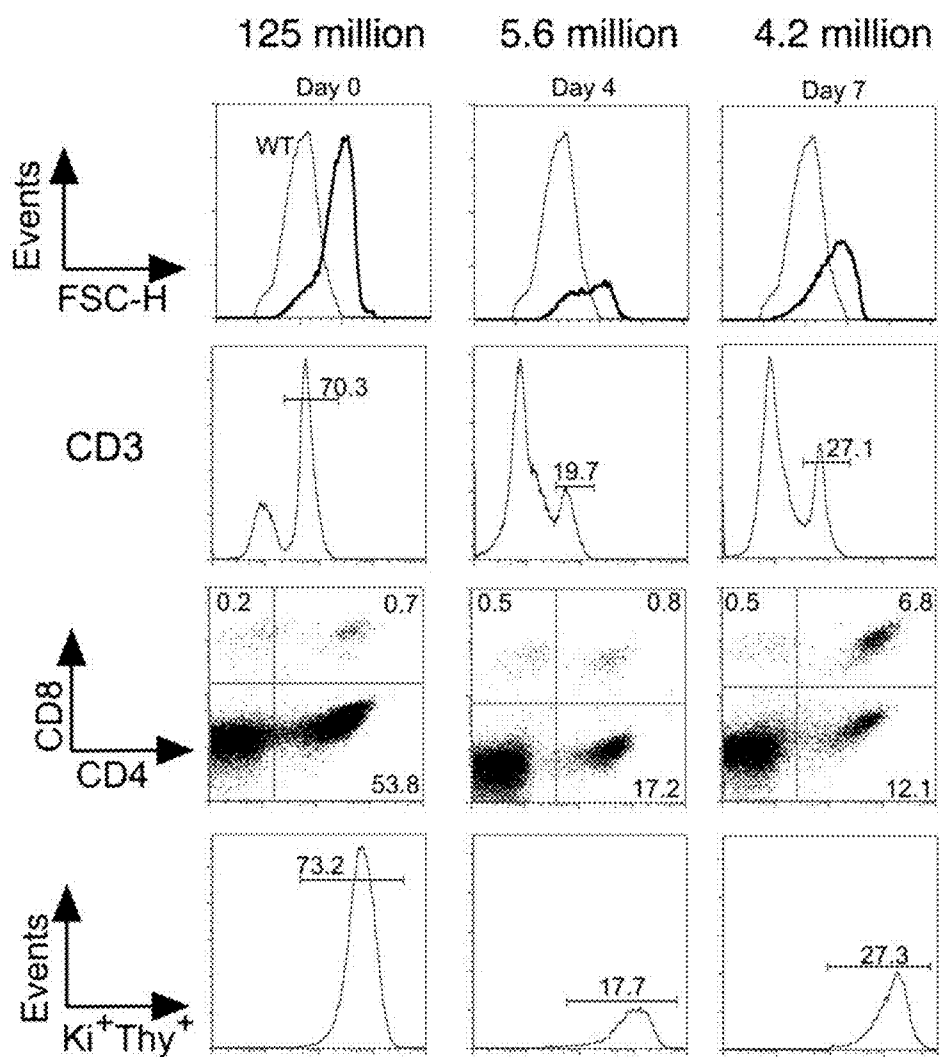 125 million 5.6 million 4.2 million
Day 0 Day 4 Day 7
WT
Events
FSC-H
CD3
70.3 19.7 27.1
0.2 0.7 0.5 0.8 0.5 6.8
CD8
CD4
53.8 17.2 12.1
73.2 17.7 27.3
Events
Ki⁺Thy⁺